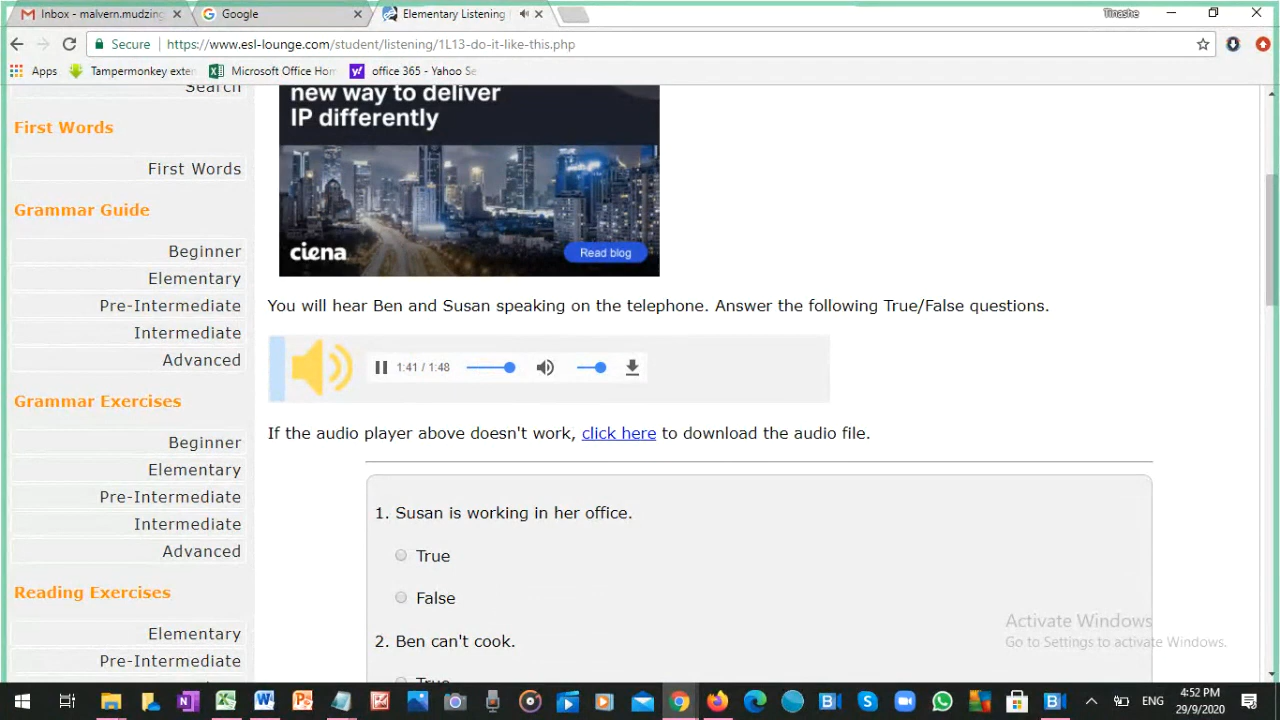 Inbox - malvern.mudzing
Google
Elementary Listening
Tinashe
Secure
https://www.esl-lounge.com/student/listening/1L13-do-it-like-this.php
Apps
Tampermonkey exten
Microsoft Office Hom
office 365 - Yahoo Se
Search
First Words
First Words
Grammar Guide
Beginner
Elementary
Pre-Intermediate
Intermediate
Advanced
Grammar Exercises
Beginner
Elementary
Pre-Intermediate
Intermediate
Advanced
Reading Exercises
Elementary
Pre-Intermediate
new way to deliver
IP differently
ciena
Read blog
You will hear Ben and Susan speaking on the telephone. Answer the following True/False questions.
1:41 / 1:48
If the audio player above doesn't work, click here to download the audio file.
1. Susan is working in her office.
True
False
2. Ben can't cook.
True
Activate Windows
Go to Settings to activate Windows.
ENG
4:52 PM
29/9/2020